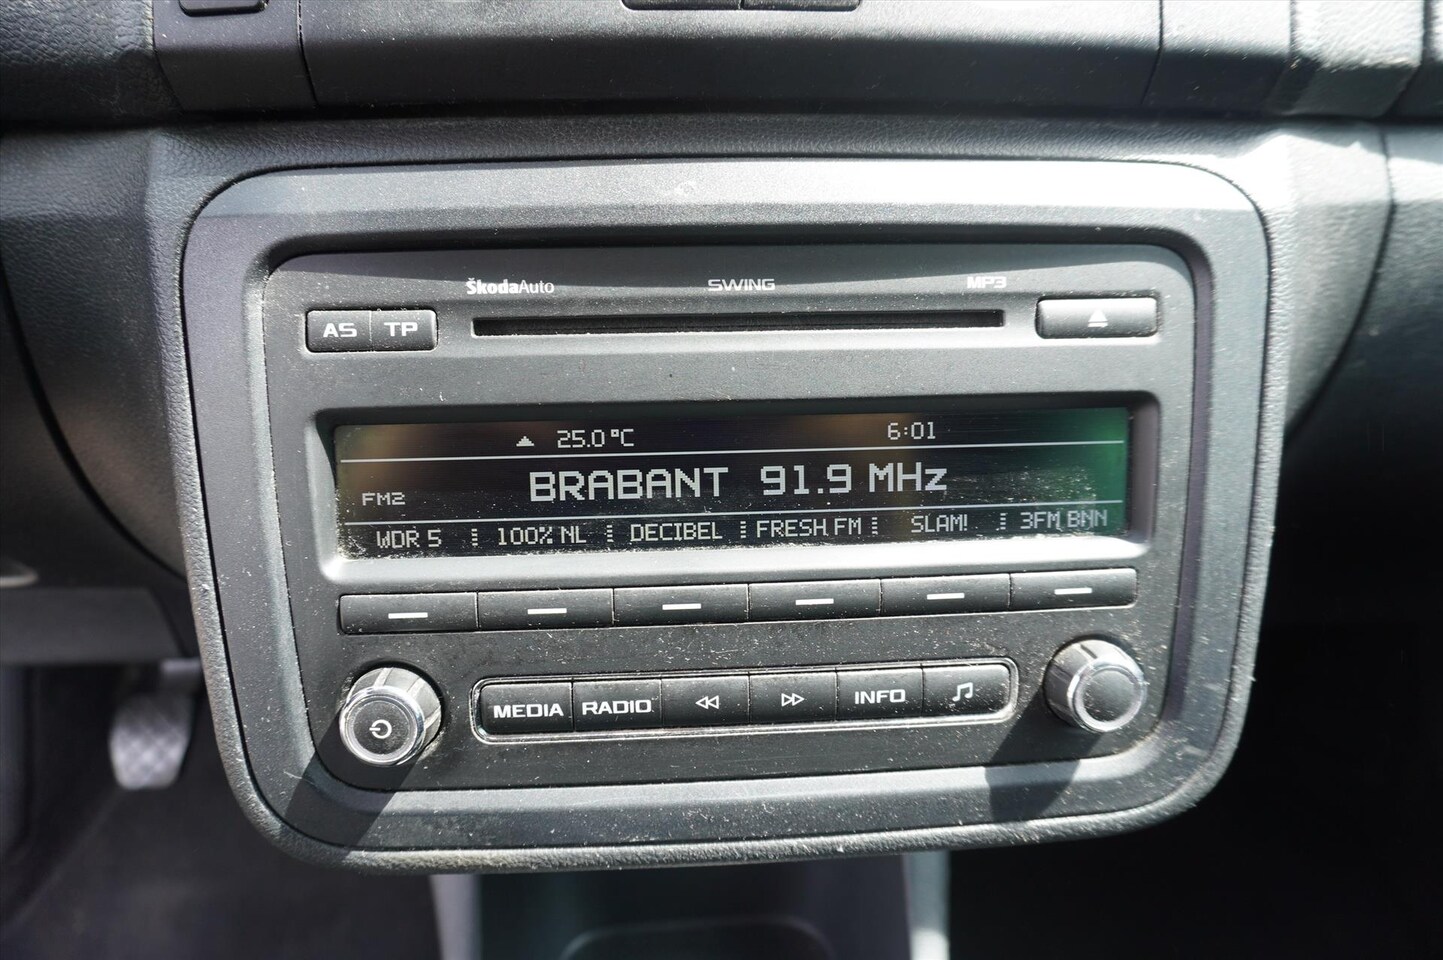 ŠkodaAuto SWING MP3
AS TP
25.0 °C 6:01
FM2 BRABANT 91.9 MHz
WDR 5 100% NL DECIBEL FRESH FM SLAM! 3FM BNN
MEDIA RADIO INFO